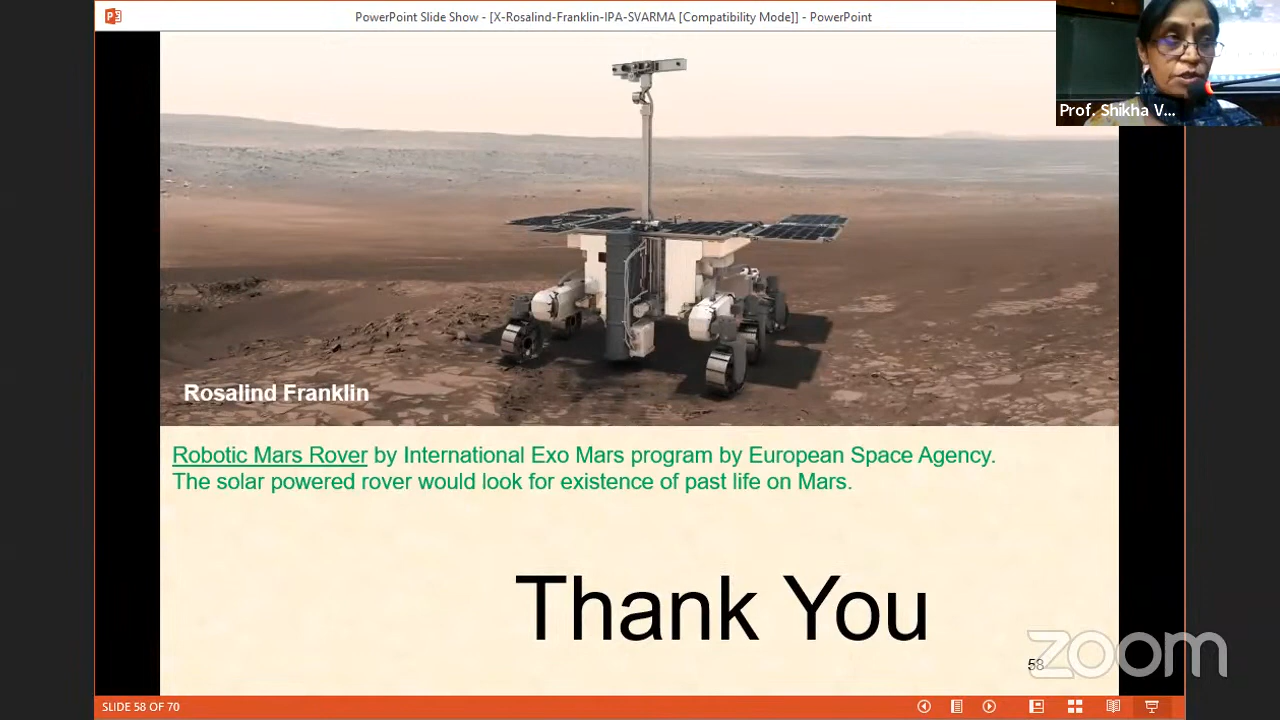 PowerPoint Slide Show - [X-Rosalind-Franklin-IPA-SVARMA [Compatibility Mode]] - PowerPoint
Prof. Shikha V...
Rosalind Franklin
Robotic Mars Rover by International Exo Mars program by European Space Agency.
The solar powered rover would look for existence of past life on Mars.
Thank You
58
zoom
SLIDE 58 OF 70